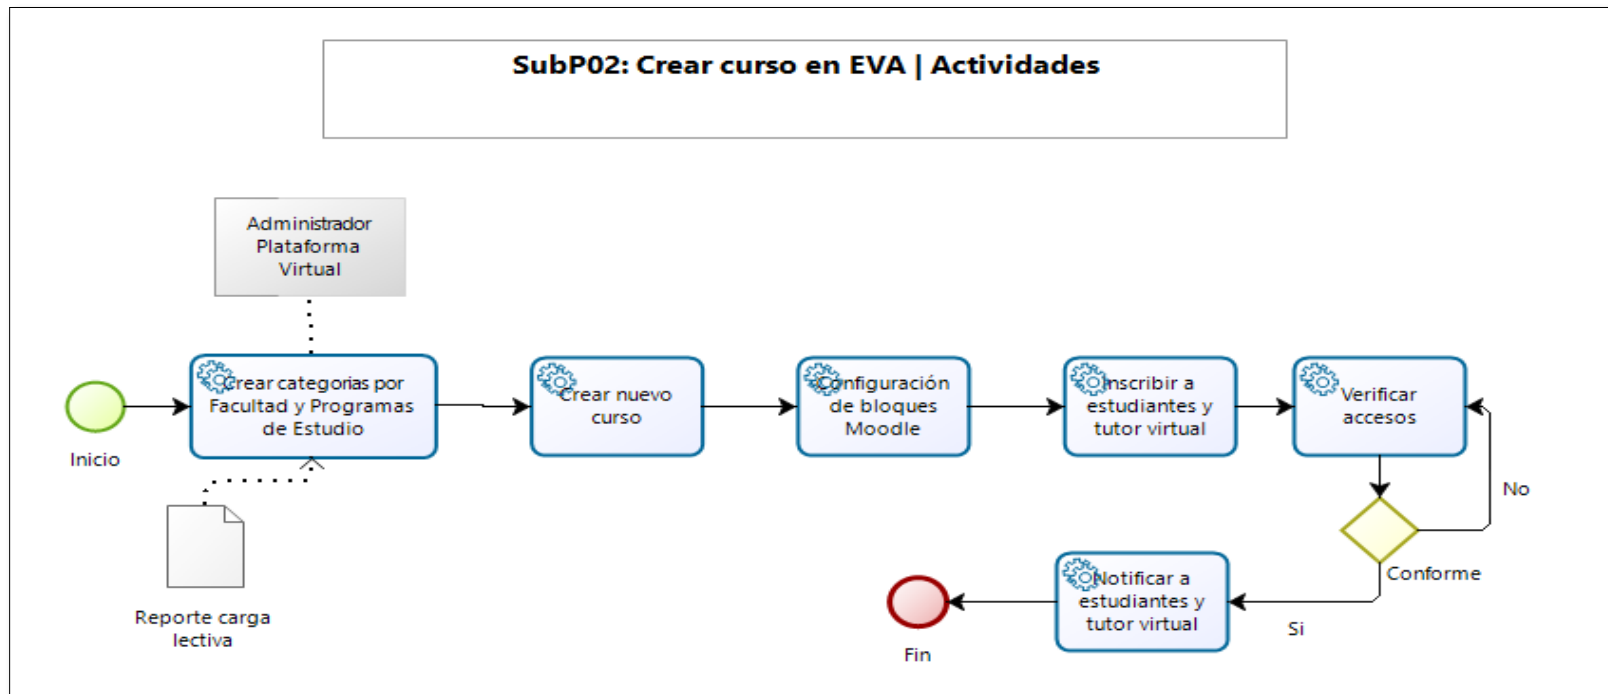 SubP02: Crear curso en EVA | Actividades
Administrador
Plataforma
Virtual
Inicio
Crear categorias por
Facultad y Programas
de Estudio
Reporte carga
lectiva
Crear nuevo
curso
Configuración
de bloques
Moodle
Inscribir a
estudiantes y
tutor virtual
Verificar
accesos
No
Conforme
Si
Notificar a
estudiantes y
tutor virtual
Fin